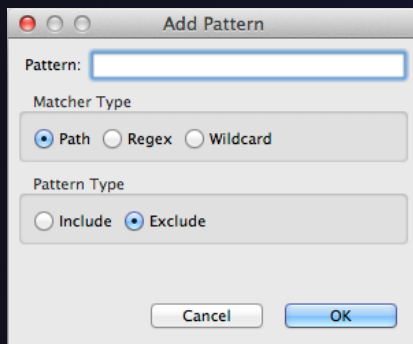 Add Pattern
Pattern:
Matcher Type
Path Regex Wildcard
Pattern Type
Include Exclude
Cancel OK